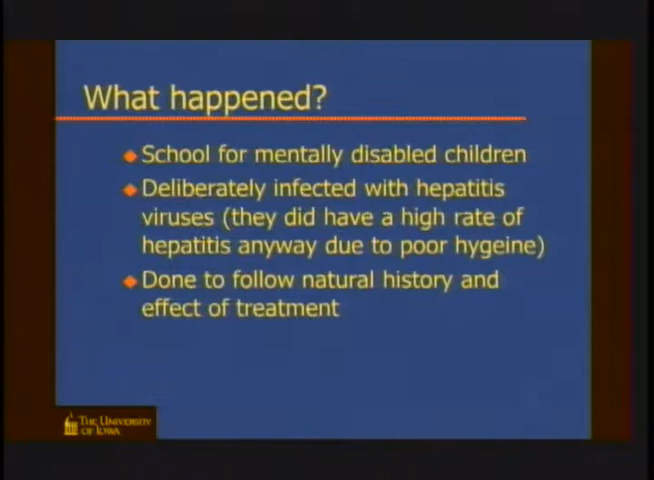 What happened?
School for mentally disabled children
Deliberately infected with hepatitis
viruses (they did have a high rate of
hepatitis anyway due to poor hygeine)
Done to follow natural history and
effect of treatment
THE UNIVERSITY
OF IOWA